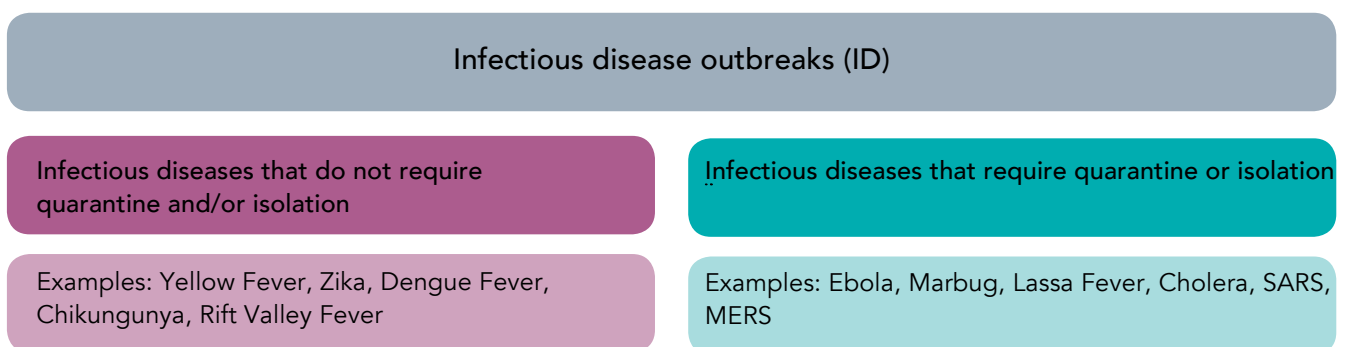 Infectious disease outbreaks (ID)
Infectious diseases that do not require
quarantine and/or isolation
Infectious diseases that require quarantine or isolation
Examples: Yellow Fever, Zika, Dengue Fever,
Chikungunya, Rift Valley Fever
Examples: Ebola, Marbug, Lassa Fever, Cholera, SARS,
MERS